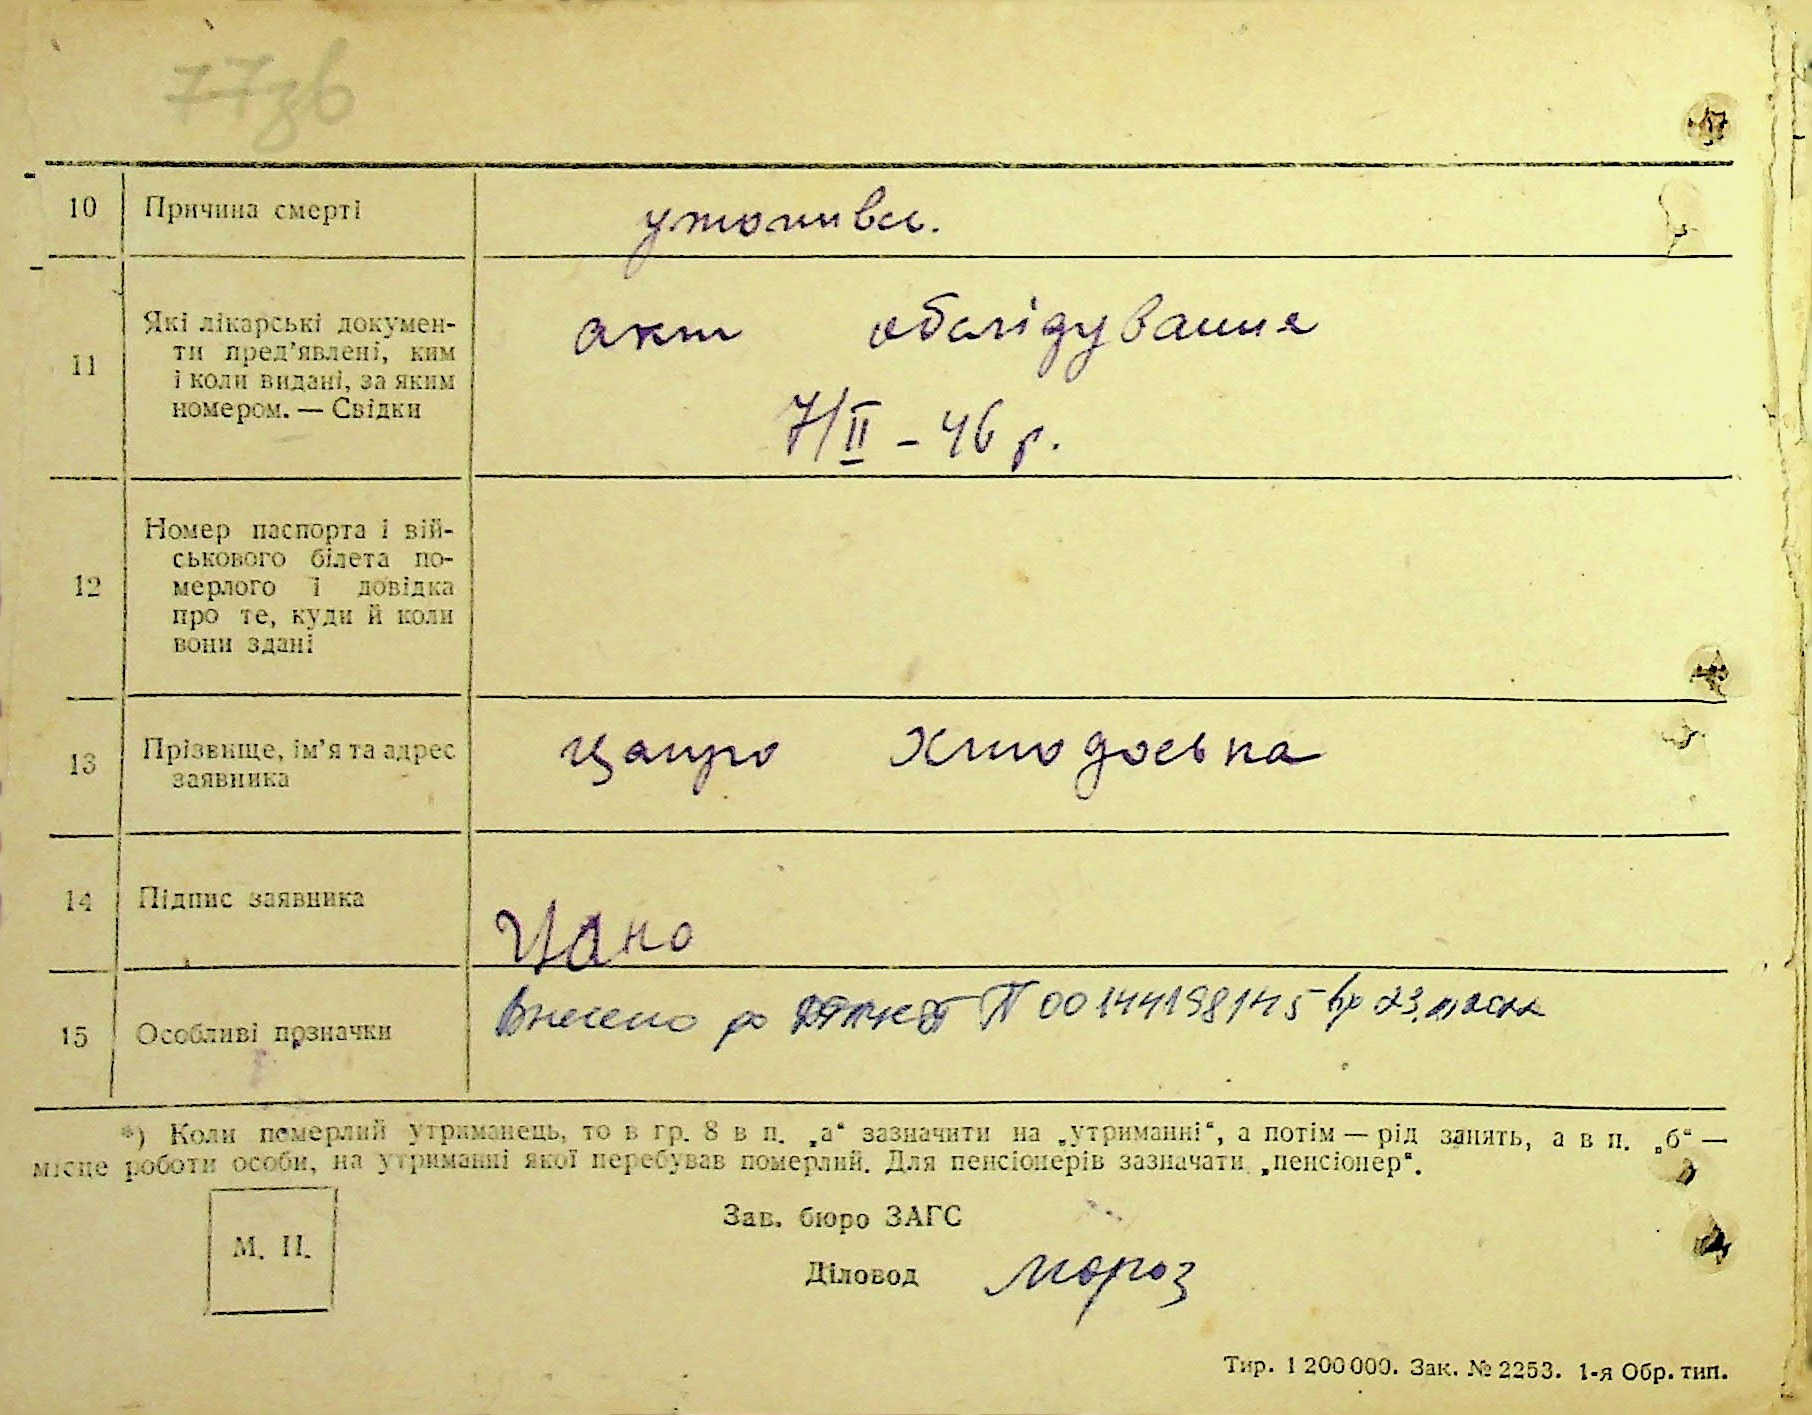 77зв
10 Причина смерті утопився.
11 Які лікарські докумен-
ти пред'явлені, ким
і коли видані, за яким
номером. — Свідки
акт обслідування
7/II - 46 р.
12 Номер паспорта і вій-
ськового білета по-
мерлого і довідка
про те, куди й коли
вони здані
13 Прізвище, ім'я та адрес
заявника
14 Підпис заявника
15 Особливі позначки Внесено до П 00144198145
*) Коли померлий утриманець, то в гр. 8 в п. „а“ зазначити на „утриманні“, а потім — рід занять, а в п. „б“ —
місце роботи особи, на утриманні якої перебував померлий. Для пенсіонерів зазначати „пенсіонер“.
М. П.
Зав. бюро ЗАГС
Діловод Мороз
Тир. 1 200 000. Зак. № 2253. 1-я Обр. тип.